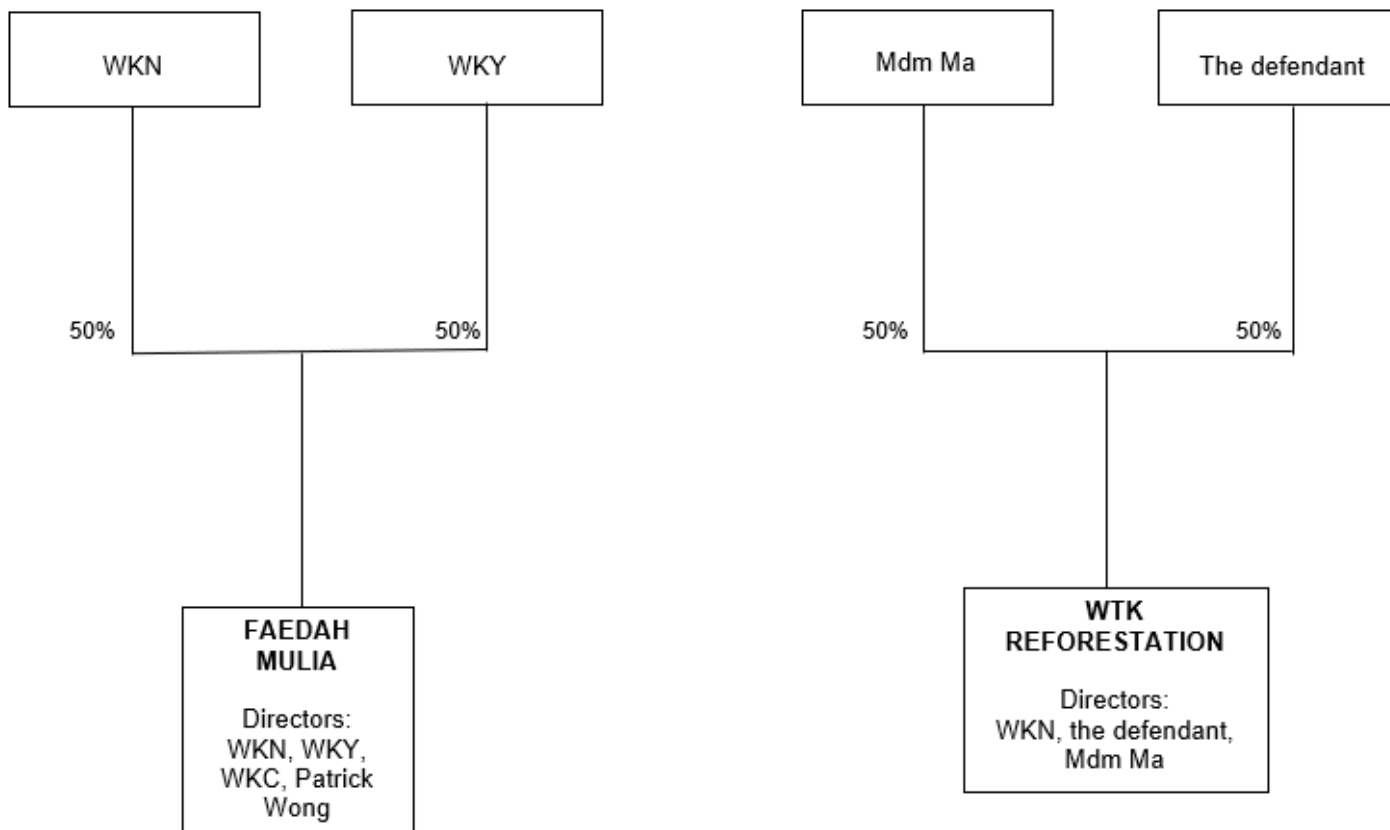 WKN
WKY
Mdm Ma
The defendant
50%
50%
50%
50%
FAEDAH
MULIA
Directors:
WKN, WKY,
WKC, Patrick
Wong
WTK
REFORESTATION
Directors:
WKN, the defendant,
Mdm Ma